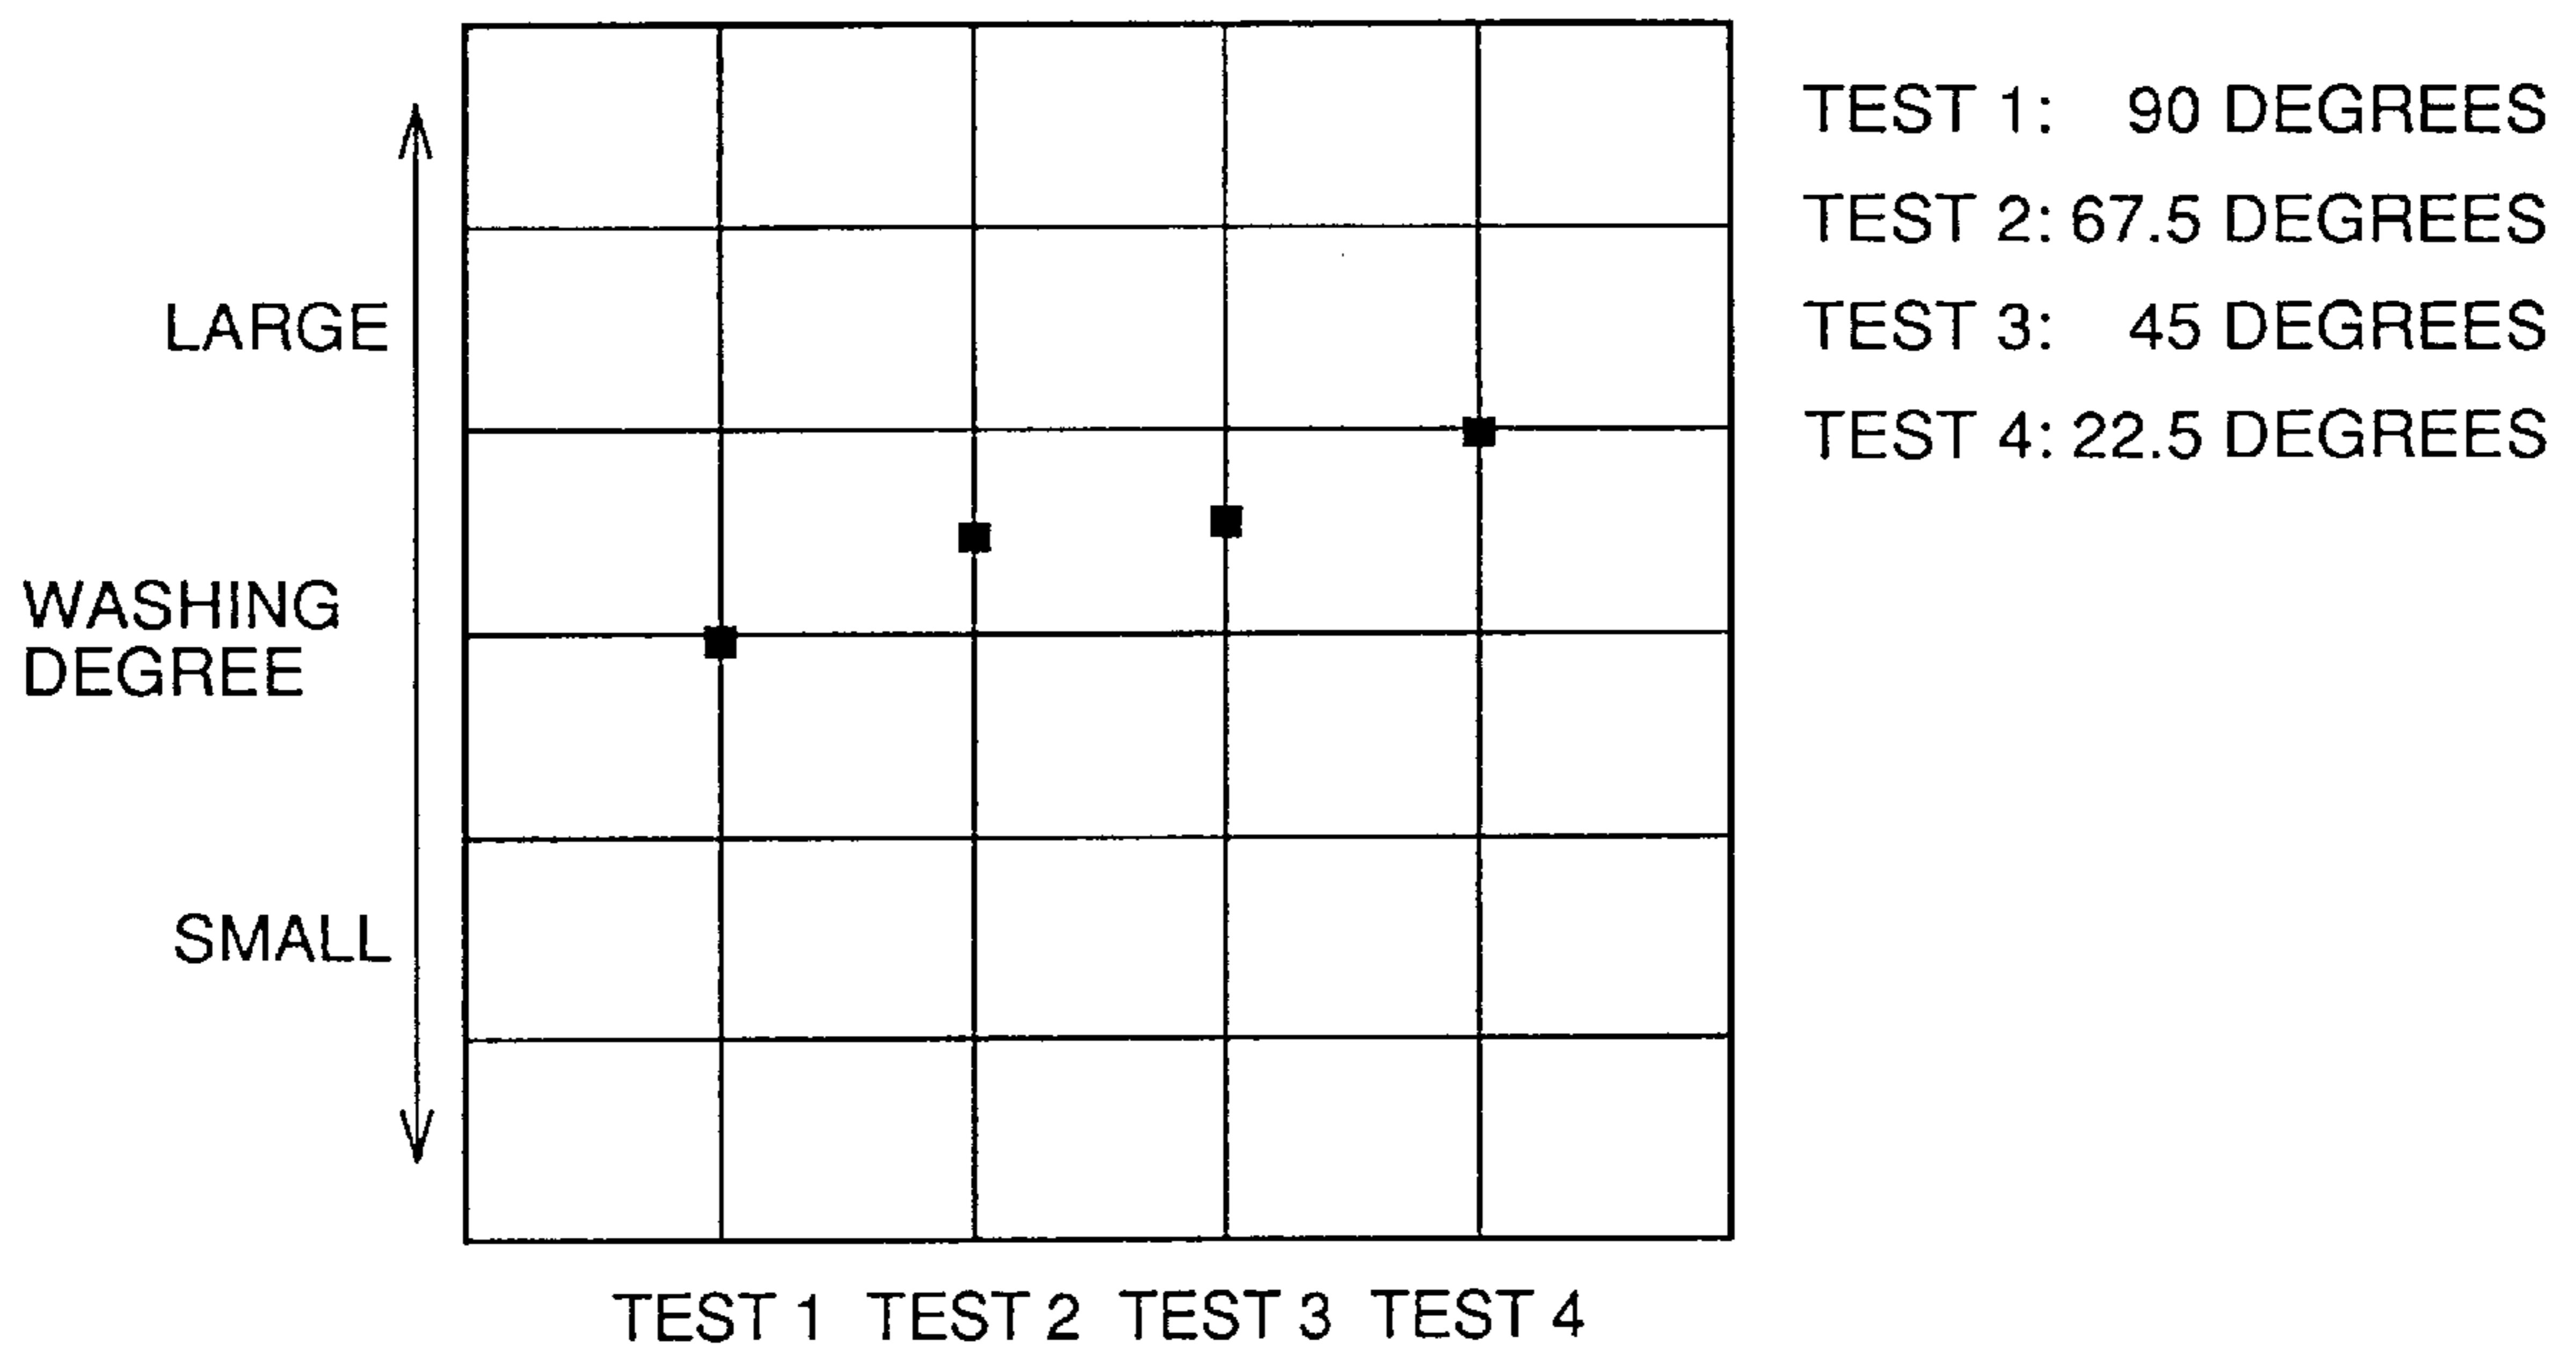 TEST 1: 90 DEGREES
TEST 2: 67.5 DEGREES
TEST 3: 45 DEGREES
TEST 4: 22.5 DEGREES
LARGE
WASHING
DEGREE
SMALL
TEST 1 TEST 2 TEST 3 TEST 4